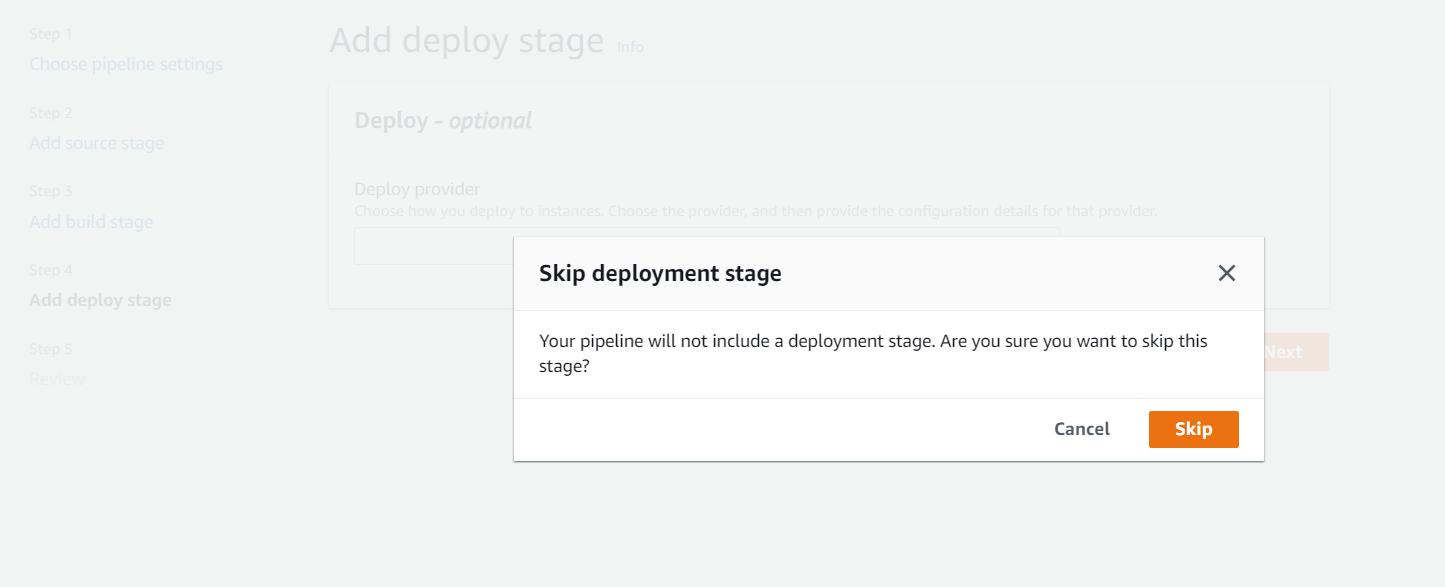 Step 1
Choose pipeline settings
Step 2
Add source stage
Step 3
Add build stage
Step 4
Add deploy stage
Step 5
Review
Add deploy stage Info
Deploy - optional
Deploy provider
Choose how you deploy to instances. Choose the provider, and then provide the configuration details for that provider.
Skip deployment stage
Your pipeline will not include a deployment stage. Are you sure you want to skip this
stage?
Cancel Skip
Next